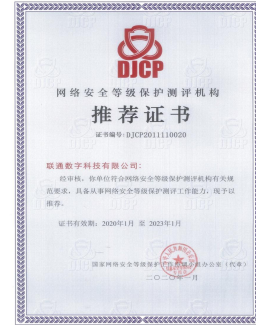 DJCP
网络安全等级保护测评机构
推荐证书
证书编号:DJCP2011110020
联通数字科技有限公司:
经审核,你单位符合网络安全等级保护测评机构有关规
范要求,具备从事网络安全等级保护测评工作能力,现予以
推荐。
证书有效期:2020年1月 至 2023年1月
国家网络安全等级保护工作协调小组办公室(代章)
二〇二〇年一月